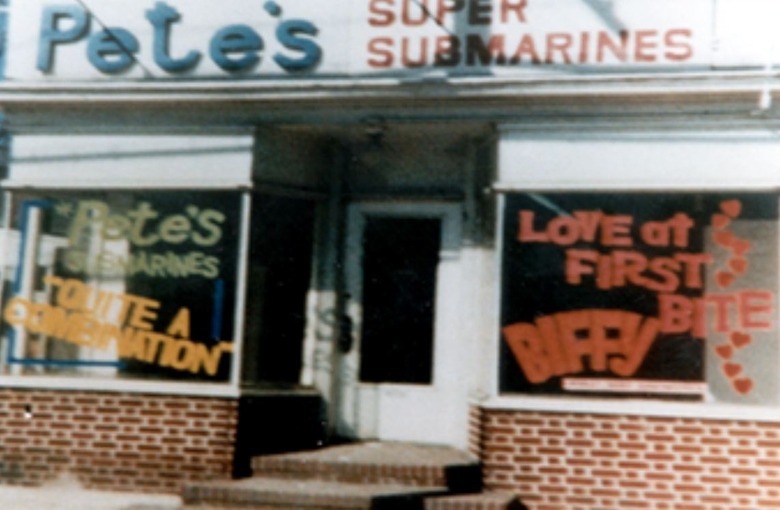 Pete's
SUPER
SUBMARINES
"Pete's
SUBMARINES
"QUITE A
COMBINATION"
LOVE at
FIRST
BITE
BIFFY